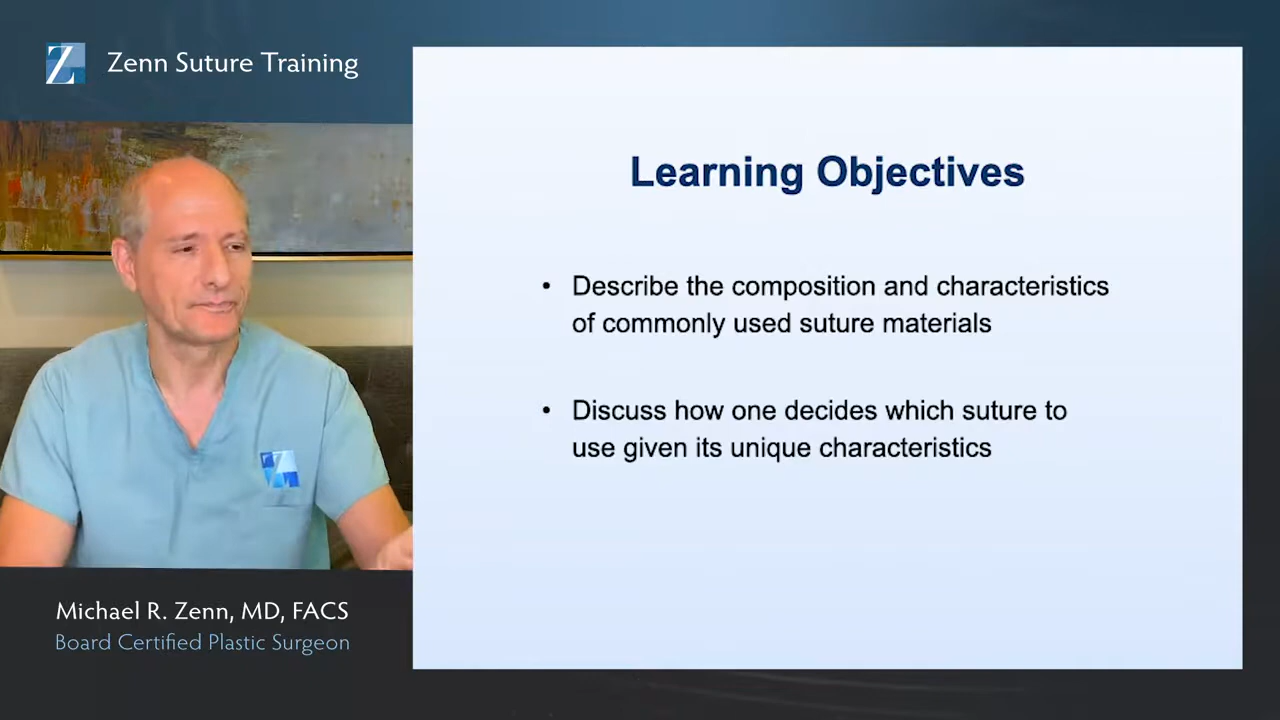 Zenn Suture Training
Learning Objectives
• Describe the composition and characteristics
of commonly used suture materials
• Discuss how one decides which suture to
use given its unique characteristics
Michael R. Zenn, MD, FACS
Board Certified Plastic Surgeon